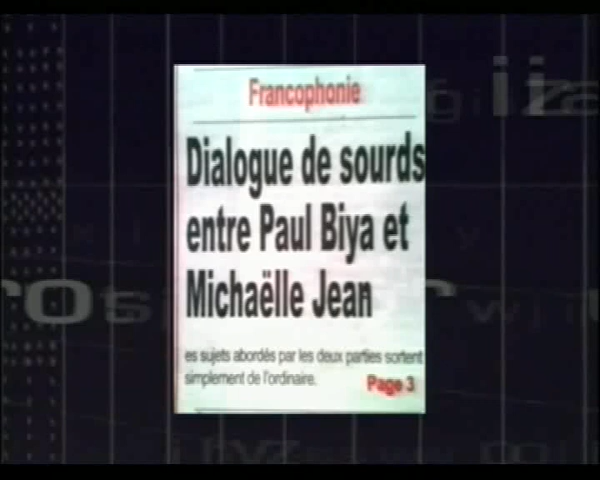 Francophonie
Dialogue de sourds
entre Paul Biya et
Michaëlle Jean
es sujets abordés par les deux parties sortent
simplement de l'ordinaire.
Page 3